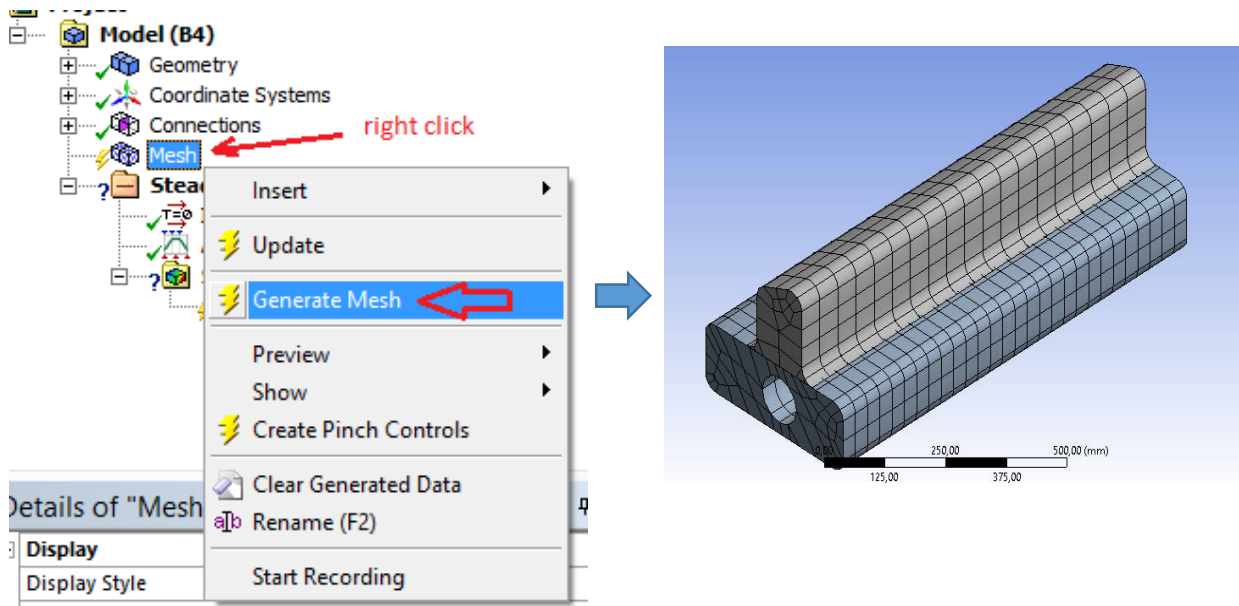 Model (B4)
Geometry
Coordinate Systems
Connections
right click
Mesh
Insert
T=0
Update
Generate Mesh
Preview
Show
Create Pinch Controls
Clear Generated Data
Details of "Mesh
Rename (F2)
Display
Display Style
Start Recording
0,00
250,00
500,00 (mm)
125,00
375,00